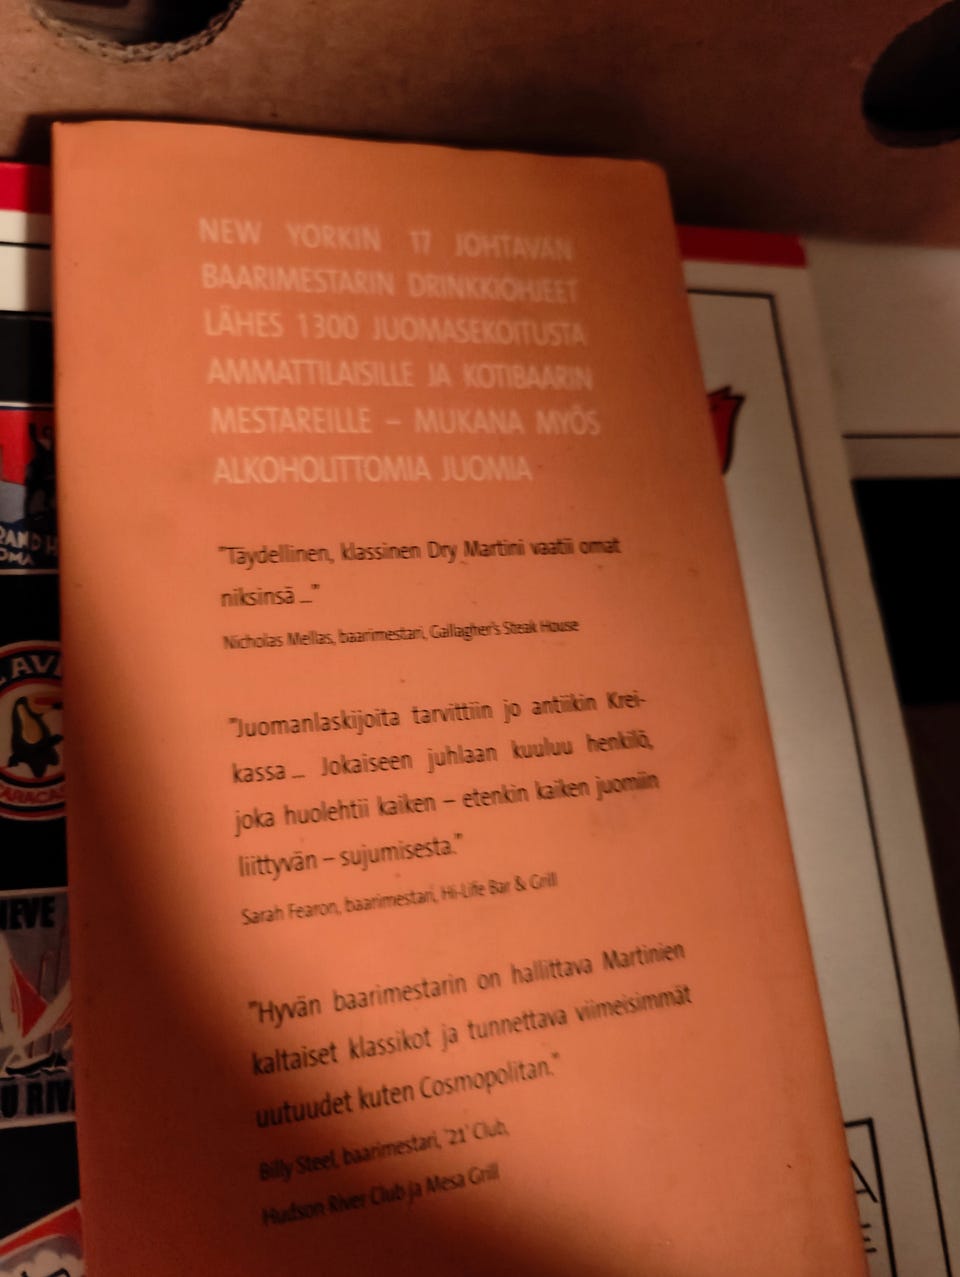 NEW YORKIN 17 JOHTAVAN
BAARIMESTARIN DRINKKIOHJEET
LÄHES 1300 JUOMASEKOITUSTA
AMMATTILAISILLE JA KOTIBAARIN
MESTAREILLE – MUKANA MYÖS
ALKOHOLITTOMIA JUOMIA
"Täydellinen, klassinen Dry Martini vaatii omat
niksinsä ..."
Nicholas Mellas, baarimestari, Gallagher's Steak House
"Juomanlaskijoita tarvittiin jo antiikin Krei-
kassa ... Jokaiseen juhlaan kuuluu henkilö,
joka huolehtii kaiken – etenkin kaiken juomiin
liittyvän – sujumisesta."
Sarah Fearon, baarimestari, Hi-Life Bar & Grill
"Hyvän baarimestarin on hallittava Martinien
kaltaiset klassikot ja tunnettava viimeisimmät
uutuudet kuten Cosmopolitan."
Billy Steel, baarimestari, '21' Club,
Hudson River Club ja Mesa Grill